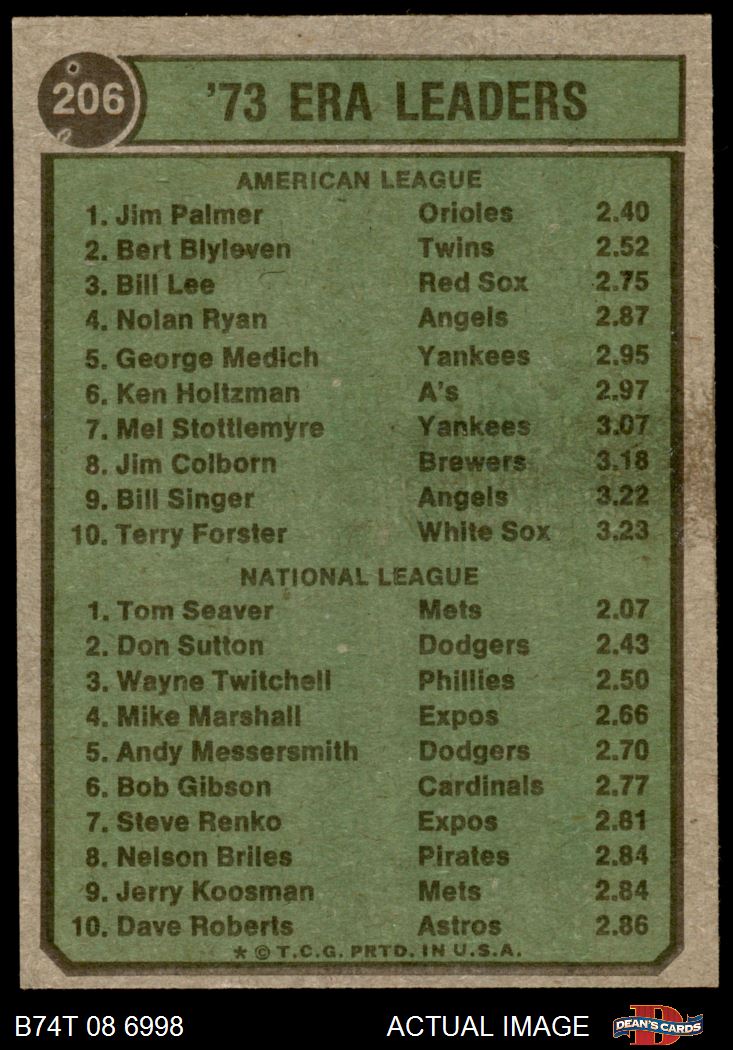 206
'73 ERA LEADERS
AMERICAN LEAGUE
1. Jim Palmer Orioles 2.40
2. Bert Blyleven Twins 2.52
3. Bill Lee Red Sox 2.75
4. Nolan Ryan Angels 2.87
5. George Medich Yankees 2.95
6. Ken Holtzman A's 2.97
7. Mel Stottlemyre Yankees 3.07
8. Jim Colborn Brewers 3.18
9. Bill Singer Angels 3.22
10. Terry Forster White Sox 3.23
NATIONAL LEAGUE
1. Tom Seaver Mets 2.07
2. Don Sutton Dodgers 2.43
3. Wayne Twitchell Phillies 2.50
4. Mike Marshall Expos 2.66
5. Andy Messersmith Dodgers 2.70
6. Bob Gibson Cardinals 2.77
7. Steve Renko Expos 2.81
8. Nelson Briles Pirates 2.84
9. Jerry Koosman Mets 2.84
10. Dave Roberts Astros 2.86
* © T.C.G. PRTD. IN U.S.A.
B74T 08 6998 ACTUAL IMAGE D DEAN'S CARDS